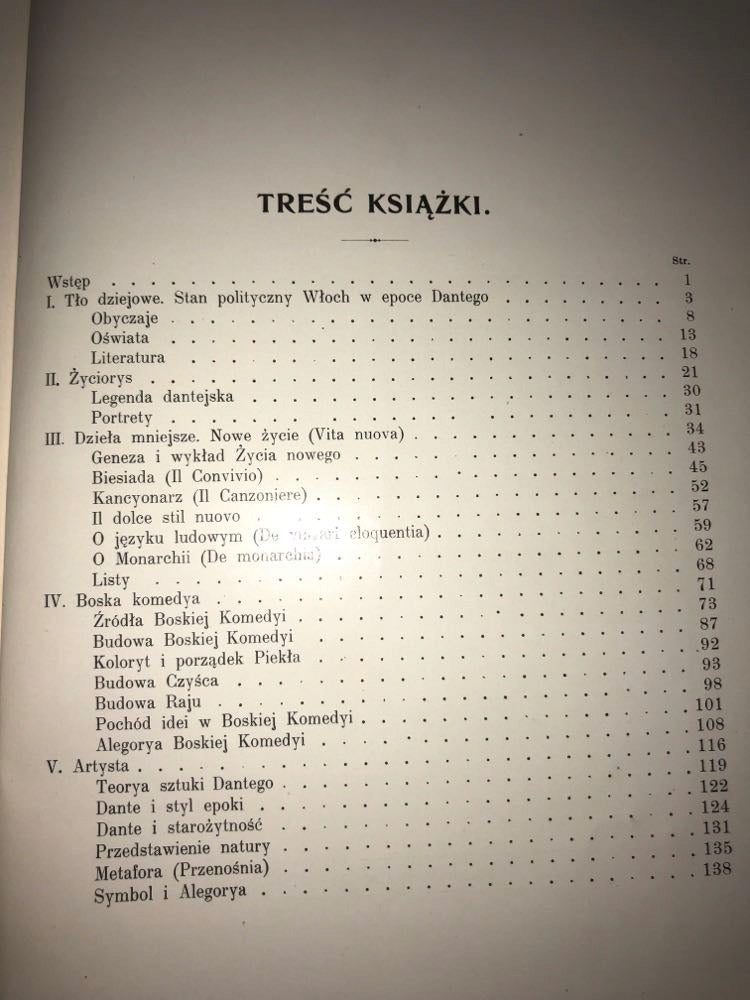 TREŚĆ KSIĄŻKI.
Str.
Wstęp . . . . . . . . . . 1
I. Tło dziejowe. Stan polityczny Włoch w epoce Dantego . . . . . . . . . . 3
Obyczaje . . . . . . . . . . 8
Oświata . . . . . . . . . . 13
Literatura . . . . . . . . . . 18
II. Życiorys . . . . . . . . . . 21
Legenda dantejska . . . . . . . . . . 30
Portrety . . . . . . . . . . 31
III. Dzieła mniejsze. Nowe życie (Vita nuova) . . . . . . . . . . 34
Geneza i wykład Życia nowego . . . . . . . . . . 43
Biesiada (Il Convivio) . . . . . . . . . . 45
Kancyonarz (Il Canzoniere) . . . . . . . . . . 52
Il dolce stil nuovo . . . . . . . . . . 57
O języku ludowym (De vulgari eloquentia) . . . . . . . . . . 59
O Monarchii (De monarchia) . . . . . . . . . . 62
Listy . . . . . . . . . . 68
IV. Boska komedya . . . . . . . . . . 71
Źródła Boskiej Komedyi . . . . . . . . . . 73
Budowa Boskiej Komedyi . . . . . . . . . . 87
Koloryt i porządek Piekła . . . . . . . . . . 92
Budowa Czyśca . . . . . . . . . . 93
Budowa Raju . . . . . . . . . . 98
Pochód idei w Boskiej Komedyi . . . . . . . . . . 101
Alegorya Boskiej Komedyi . . . . . . . . . . 108
V. Artysta . . . . . . . . . . 116
Teorya sztuki Dantego . . . . . . . . . . 119
Dante i styl epoki . . . . . . . . . . 122
Dante i starożytność . . . . . . . . . . 124
Przedstawienie natury . . . . . . . . . . 131
Metafora (Przenośnia) . . . . . . . . . . 135
Symbol i Alegorya . . . . . . . . . . 138